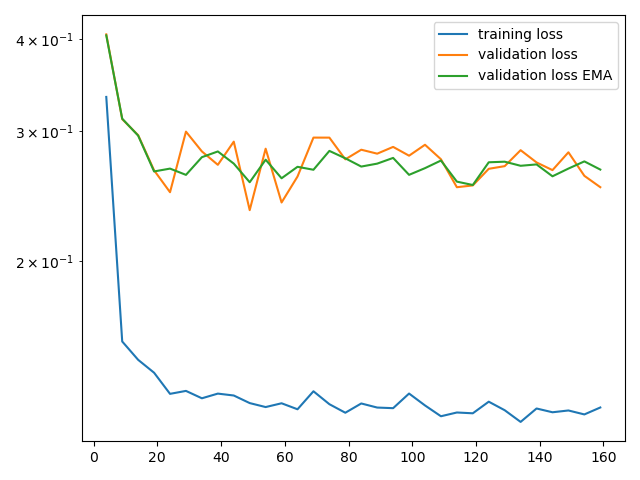 training loss
validation loss
validation loss EMA
4 × 10⁻¹
3 × 10⁻¹
2 × 10⁻¹
0 20 40 60 80 100 120 140 160